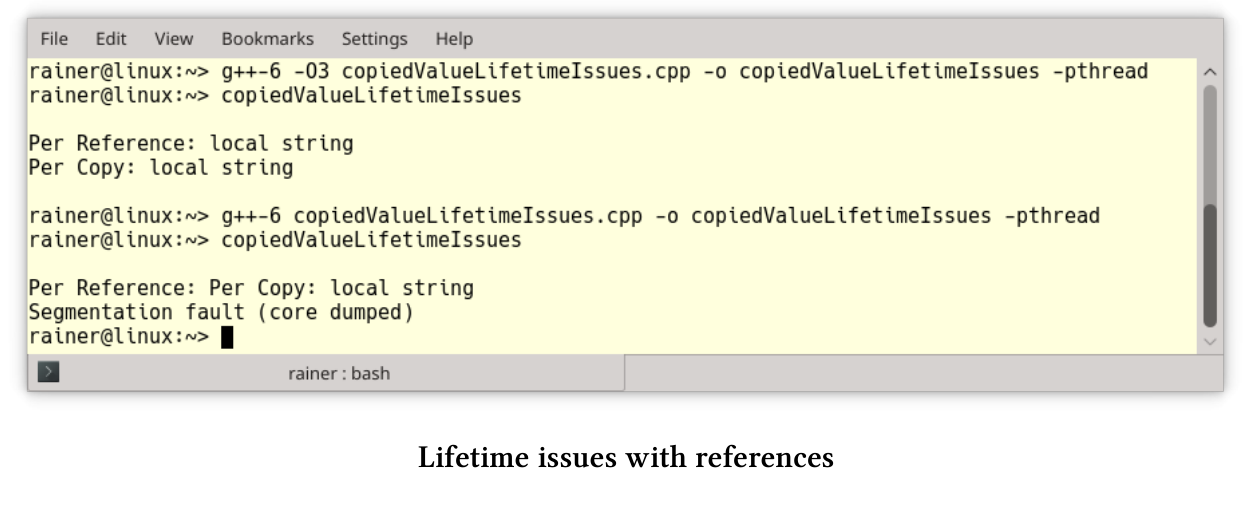 File Edit View Bookmarks Settings Help
rainer@linux:~> g++-6 -O3 copiedValueLifetimeIssues.cpp -o copiedValueLifetimeIssues -pthread
rainer@linux:~> copiedValueLifetimeIssues
Per Reference: local string
Per Copy: local string
rainer@linux:~> g++-6 copiedValueLifetimeIssues.cpp -o copiedValueLifetimeIssues -pthread
rainer@linux:~> copiedValueLifetimeIssues
Per Reference: Per Copy: local string
Segmentation fault (core dumped)
rainer@linux:~>
rainer : bash
Lifetime issues with references